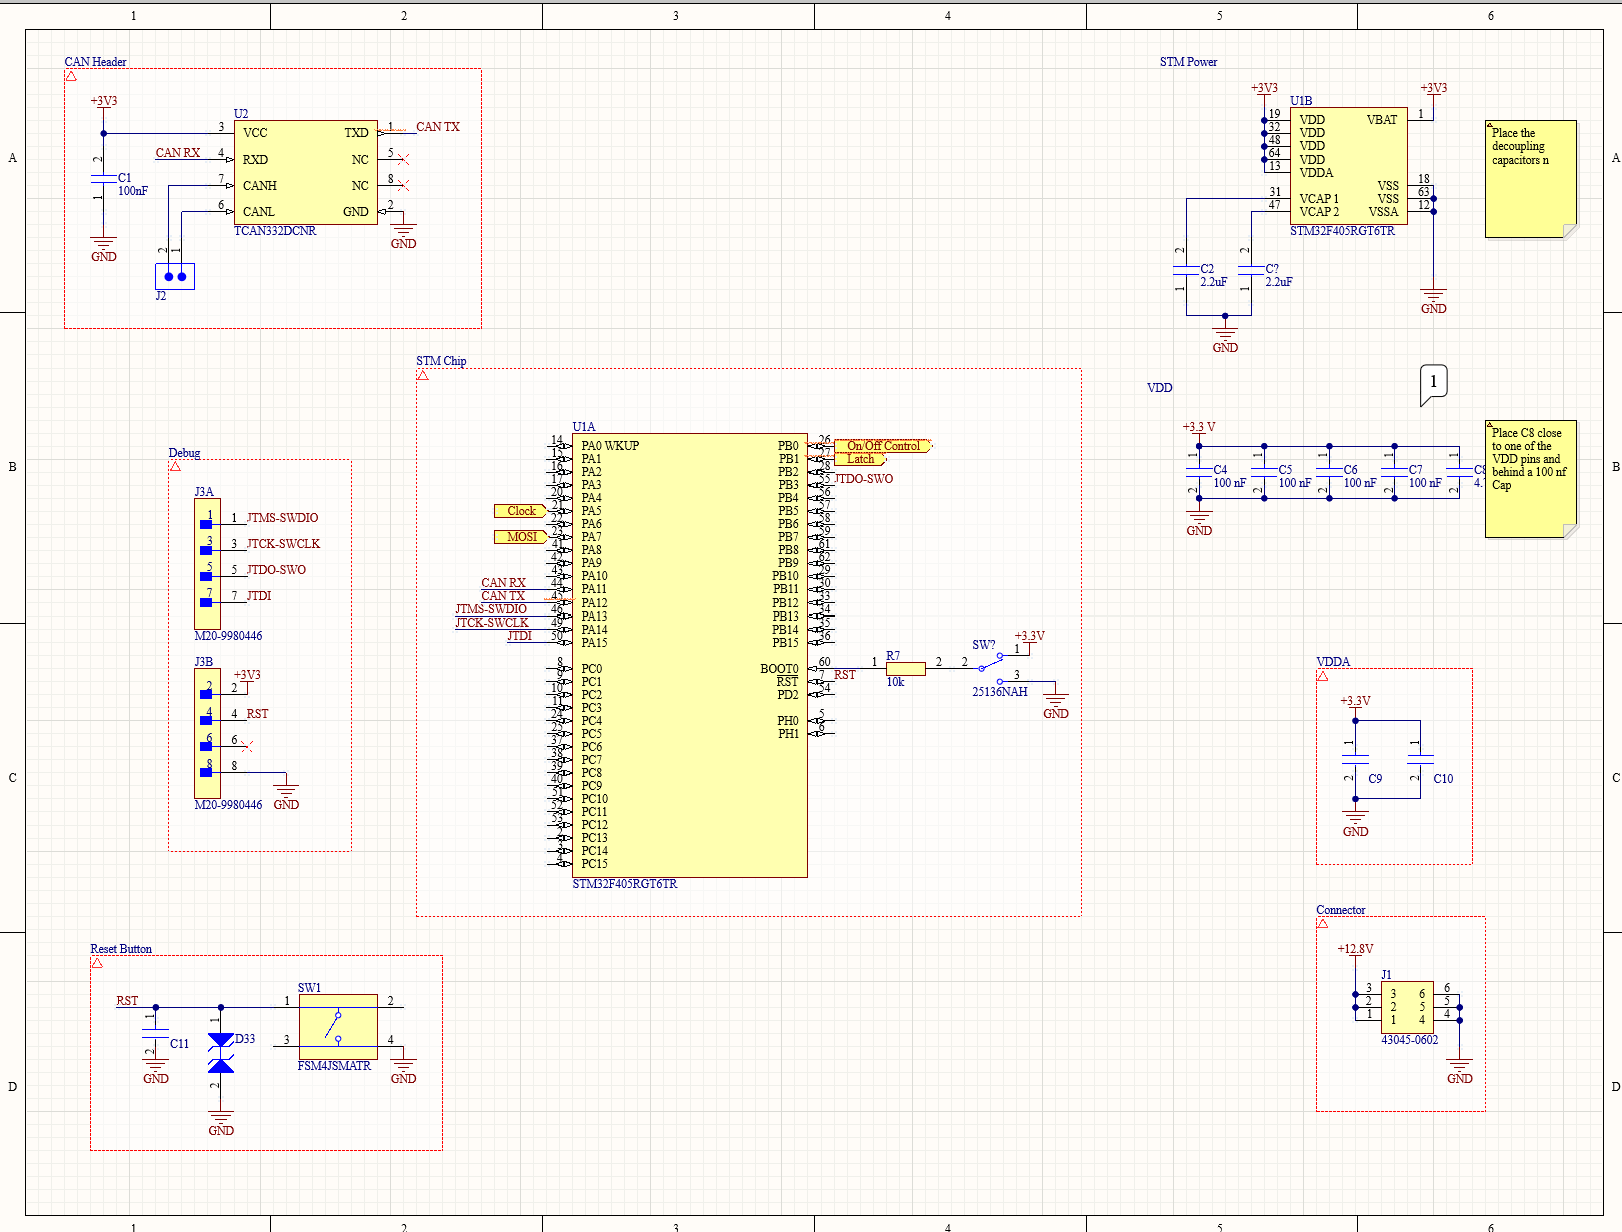 1 2 3 4 5 6
A
B
C
D
A
B
C
D
CAN Header
+3V3
U2
3 VCC
CAN RX 4 RXD
7 CANH
6 CANL
TXD 1 CAN TX
NC 5
NC 8
GND 2
TCAN332DCNR
2
C1
100nF
1
GND
GND
2 1
J2
STM Power
+3V3
+3V3
U1B
19 VDD
32 VDD
48 VDD
64 VDD
13 VDDA
31 VCAP 1
47 VCAP 2
VBAT 1
VSS 18
VSS 63
VSSA 12
STM32F405RGT6TR
2
C2
2.2uF
1
2
C?
2.2uF
1
GND
GND
Place the
decoupling
capacitors n
VDD
1
+3.3 V
1 1 1 1 1
C4
100 nF
C5
100 nF
C6
100 nF
C7
100 nF
4.
2 2 2 2 2
GND
Place C8 close
to one of the
VDD pins and
behind a 100 nf
Cap
STM Chip
U1A
14 PA0 WKUP
15 PA1
16 PA2
17 PA3
20 PA4
Clock 21 PA5
22 PA6
MOSI 23 PA7
41 PA8
42 PA9
43 PA10
CAN RX 44 PA11
CAN TX 45 PA12
JTMS-SWDIO 46 PA13
JTCK-SWCLK 49 PA14
JTDI 50 PA15
8 PC0
9 PC1
10 PC2
11 PC3
24 PC4
25 PC5
37 PC6
38 PC7
39 PC8
40 PC9
51 PC10
52 PC11
53 PC12
2 PC13
3 PC14
4 PC15
PB0 26 On/Off Control
PB1 27 Latch
PB2 28
PB3 55 JTDO-SWO
PB4 56
PB5 57
PB6 58
PB7 59
PB8 61
PB9 62
PB10 29
PB11 30
PB12 33
PB13 34
PB14 35
PB15 36
BOOT0 60
RST 7 RST
PD2 54
PH0 5
PH1 6
STM32F405RGT6TR
1 R7 2
10k
2 SW? 1 +3.3V
3
25136NAH
GND
Debug
J3A
1 1 JTMS-SWDIO
3 3 JTCK-SWCLK
5 5 JTDO-SWO
7 7 JTDI
M20-9980446
J3B
+3V3
2 2
4 4 RST
6 6
8 8
M20-9980446
GND
VDDA
+3.3V
1 1
2 C9
2 C10
GND
Connector
+12.8V
J1
3 3 6 6
2 2 5 5
1 1 4 4
43045-0602
GND
Reset Button
RST
1
C11
2
GND
1
D33
2
GND
SW1
1 2
3 4
FSM4JSMATR
GND
1 2 3 4 5 6